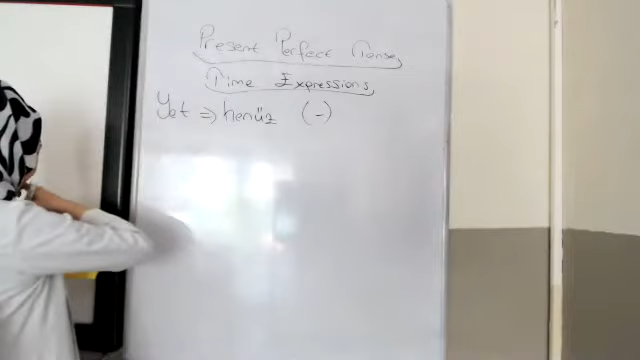 Present Perfect Tense
Time Expressions
Yet => henüz (-)